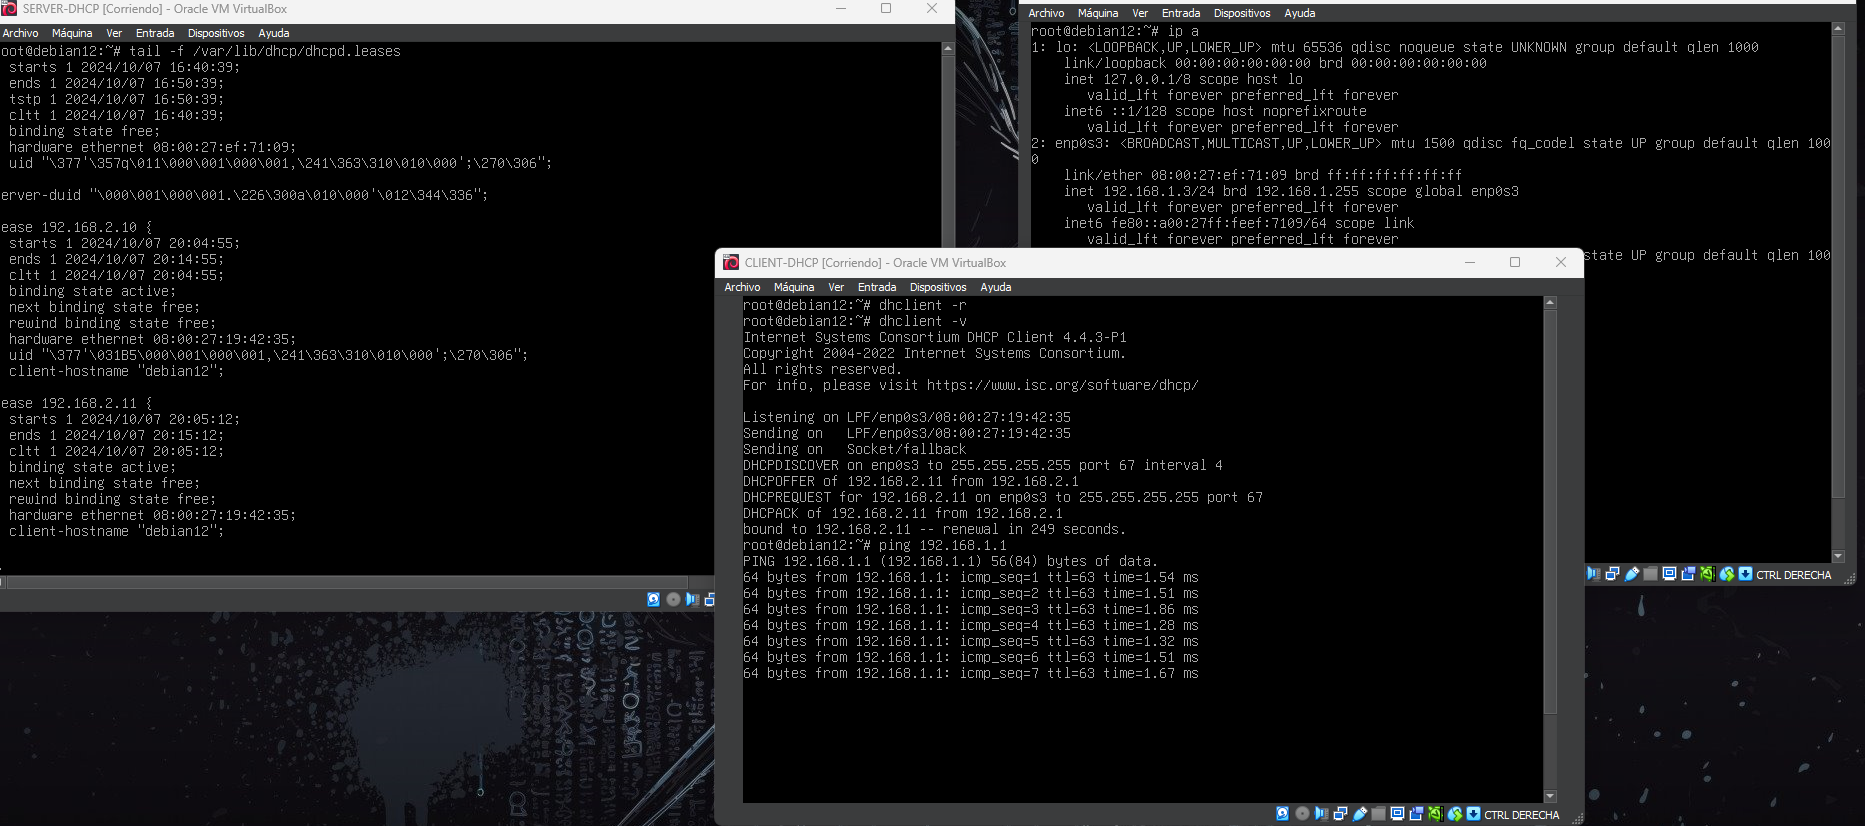 SERVER-DHCP [Corriendo] - Oracle VM VirtualBox
Archivo Máquina Ver Entrada Dispositivos Ayuda
oot@debian12:~# tail -f /var/lib/dhcp/dhcpd.leases
starts 1 2024/10/07 16:40:39;
ends 1 2024/10/07 16:50:39;
tstp 1 2024/10/07 16:50:39;
cltt 1 2024/10/07 16:40:39;
binding state free;
hardware ethernet 08:00:27:ef:71:09;
uid "\377'\357q\011\000\001\000\001,\241\363\310\010\000';\270\306";
erver-duid "\000\001\000\001.\226\300a\010\000'\012\344\336";
ease 192.168.2.10 {
starts 1 2024/10/07 20:04:55;
ends 1 2024/10/07 20:14:55;
cltt 1 2024/10/07 20:04:55;
binding state active;
next binding state free;
rewind binding state free;
hardware ethernet 08:00:27:19:42:35;
uid "\377'\031B5\000\001\000\001,\241\363\310\010\000';\270\306";
client-hostname "debian12";
ease 192.168.2.11 {
starts 1 2024/10/07 20:05:12;
ends 1 2024/10/07 20:15:12;
cltt 1 2024/10/07 20:05:12;
binding state active;
next binding state free;
rewind binding state free;
hardware ethernet 08:00:27:19:42:35;
client-hostname "debian12";
Archivo Máquina Ver Entrada Dispositivos Ayuda
root@debian12:~# ip a
1: lo: <LOOPBACK,UP,LOWER_UP> mtu 65536 qdisc noqueue state UNKNOWN group default qlen 1000
link/loopback 00:00:00:00:00:00 brd 00:00:00:00:00:00
inet 127.0.0.1/8 scope host lo
valid_lft forever preferred_lft forever
inet6 ::1/128 scope host noprefixroute
valid_lft forever preferred_lft forever
2: enp0s3: <BROADCAST,MULTICAST,UP,LOWER_UP> mtu 1500 qdisc fq_codel state UP group default qlen 100
0
link/ether 08:00:27:ef:71:09 brd ff:ff:ff:ff:ff:ff
inet 192.168.1.3/24 brd 192.168.1.255 scope global enp0s3
valid_lft forever preferred_lft forever
inet6 fe80::a00:27ff:feef:7109/64 scope link
valid_lft forever preferred_lft forever
state UP group default qlen 100
CTRL DERECHA
CLIENT-DHCP [Corriendo] - Oracle VM VirtualBox
Archivo Máquina Ver Entrada Dispositivos Ayuda
root@debian12:~# dhclient -r
root@debian12:~# dhclient -v
Internet Systems Consortium DHCP Client 4.4.3-P1
Copyright 2004-2022 Internet Systems Consortium.
All rights reserved.
For info, please visit https://www.isc.org/software/dhcp/
Listening on LPF/enp0s3/08:00:27:19:42:35
Sending on   LPF/enp0s3/08:00:27:19:42:35
Sending on   Socket/fallback
DHCPDISCOVER on enp0s3 to 255.255.255.255 port 67 interval 4
DHCPOFFER of 192.168.2.11 from 192.168.2.1
DHCPREQUEST for 192.168.2.11 on enp0s3 to 255.255.255.255 port 67
DHCPACK of 192.168.2.11 from 192.168.2.1
bound to 192.168.2.11 -- renewal in 249 seconds.
root@debian12:~# ping 192.168.1.1
PING 192.168.1.1 (192.168.1.1) 56(84) bytes of data.
64 bytes from 192.168.1.1: icmp_seq=1 ttl=63 time=1.54 ms
64 bytes from 192.168.1.1: icmp_seq=2 ttl=63 time=1.51 ms
64 bytes from 192.168.1.1: icmp_seq=3 ttl=63 time=1.86 ms
64 bytes from 192.168.1.1: icmp_seq=4 ttl=63 time=1.28 ms
64 bytes from 192.168.1.1: icmp_seq=5 ttl=63 time=1.32 ms
64 bytes from 192.168.1.1: icmp_seq=6 ttl=63 time=1.51 ms
64 bytes from 192.168.1.1: icmp_seq=7 ttl=63 time=1.67 ms
CTRL DERECHA